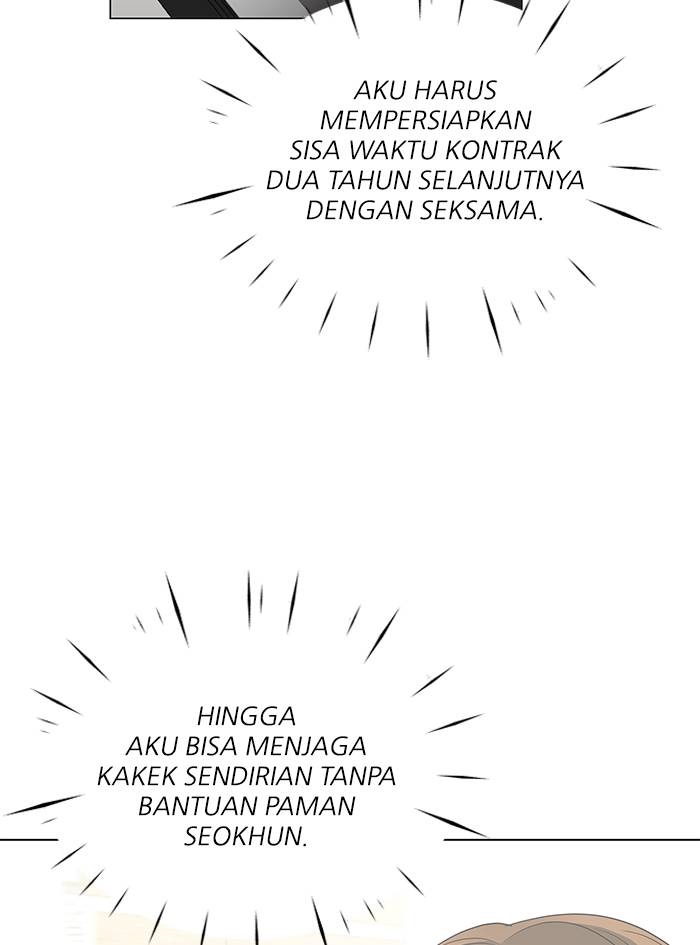 AKU HARUS
MEMPERSIAPKAN
SISA WAKTU KONTRAK
DUA TAHUN SELANJUTNYA
DENGAN SEKSAMA.
HINGGA
AKU BISA MENJAGA
KAKEK SENDIRIAN TANPA
BANTUAN PAMAN
SEOKHUN.